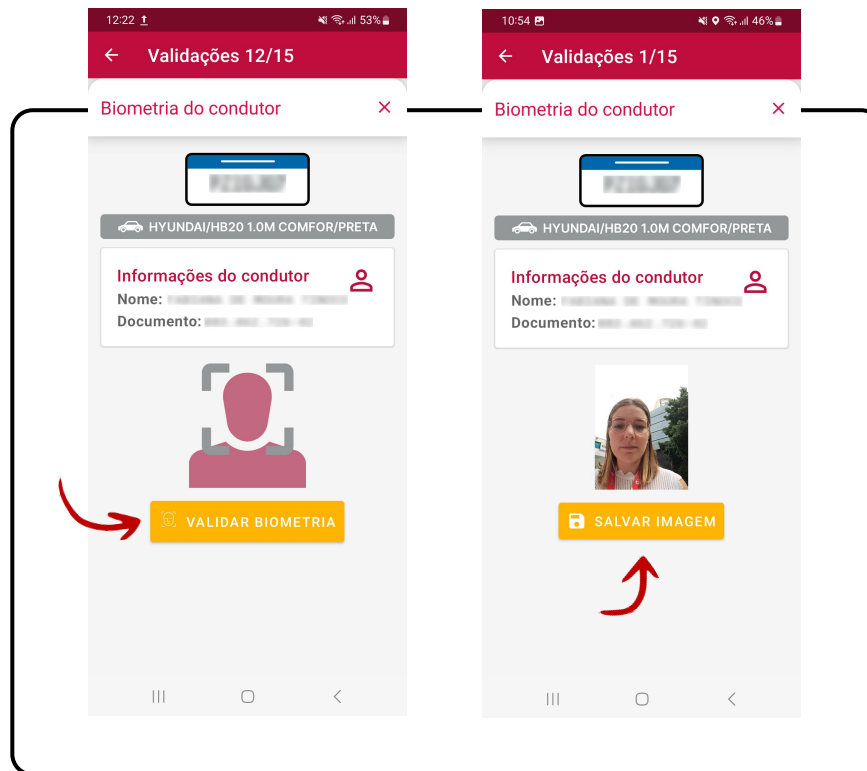 12:22 53%
Validações 12/15
Biometria do condutor
HYUNDAI/HB20 1.0M COMFOR/PRETA
Informações do condutor
Nome:
Documento:
VALIDAR BIOMETRIA
10:54 46%
Validações 1/15
Biometria do condutor
HYUNDAI/HB20 1.0M COMFOR/PRETA
Informações do condutor
Nome:
Documento:
SALVAR IMAGEM